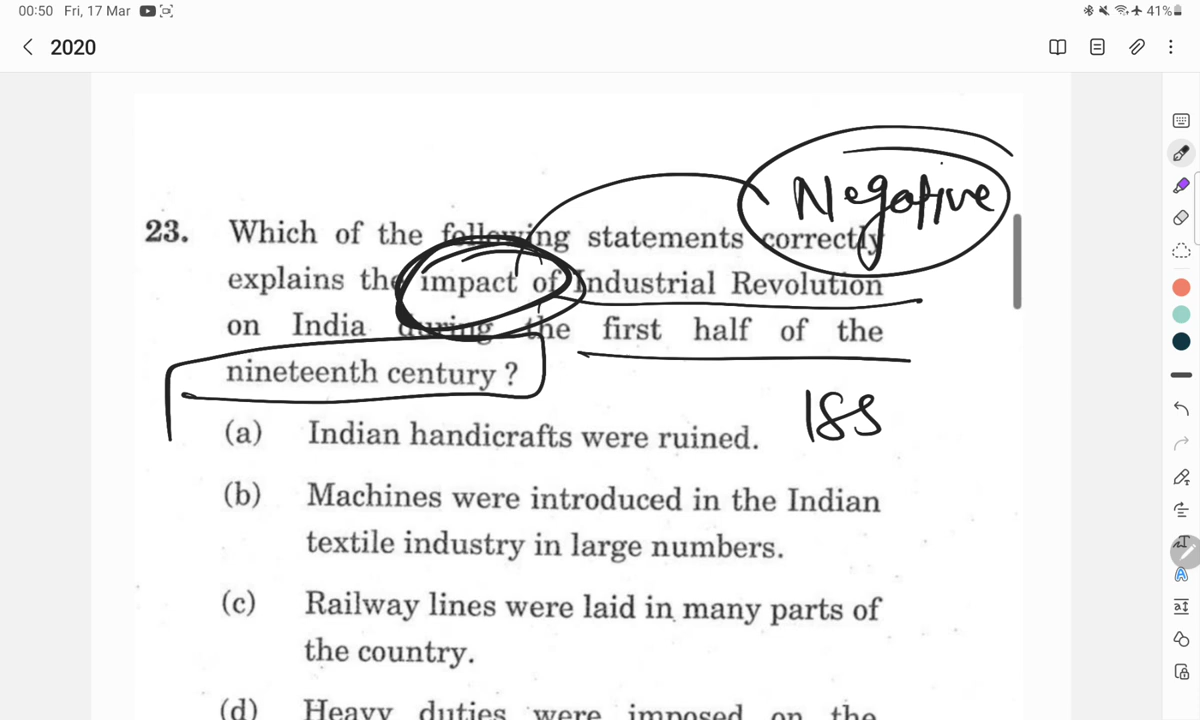 00:50 Fri, 17 Mar 41%
2020
Negative
23. Which of the following statements correctly
explains the impact of Industrial Revolution
on India during the first half of the
nineteenth century ?
(a) Indian handicrafts were ruined.
(b) Machines were introduced in the Indian
textile industry in large numbers.
(c) Railway lines were laid in many parts of
the country.
(d) Heavy duties were imposed on the